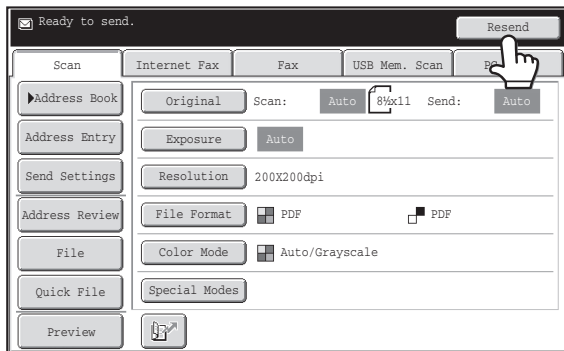 Ready to send.
Resend
Scan
Internet Fax
Fax
USB Mem. Scan
Address Book
Original
Scan:
Auto
8½x11
Send:
Auto
Address Entry
Exposure
Auto
Send Settings
Resolution
200X200dpi
Address Review
File Format
PDF
PDF
File
Color Mode
Auto/Grayscale
Quick File
Special Modes
Preview